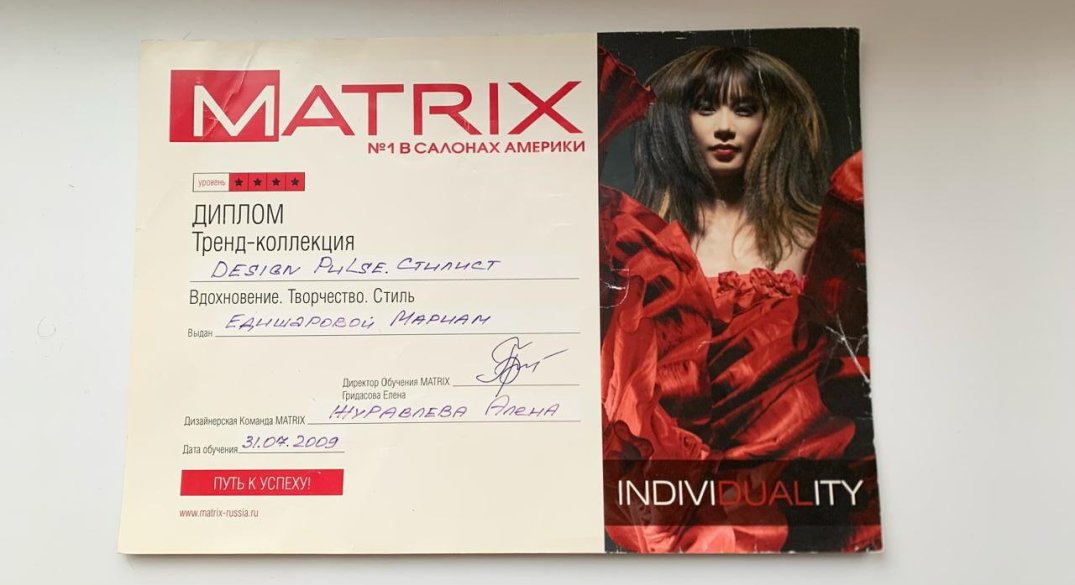 MATRIX
№1 В САЛОНАХ АМЕРИКИ
уровень
ДИПЛОМ
Тренд-коллекция
DESIGN PULSE. СТИЛИСТ
Вдохновение. Творчество. Стиль
Выдан Едишаровой Мариам
Директор Обучения MATRIX
Гридасова Елена
Дизайнерская Команда MATRIX Журавлева Алена
Дата обучения 31.07.2009
ПУТЬ К УСПЕХУ!
www.matrix-russia.ru
INDIVIDUALITY